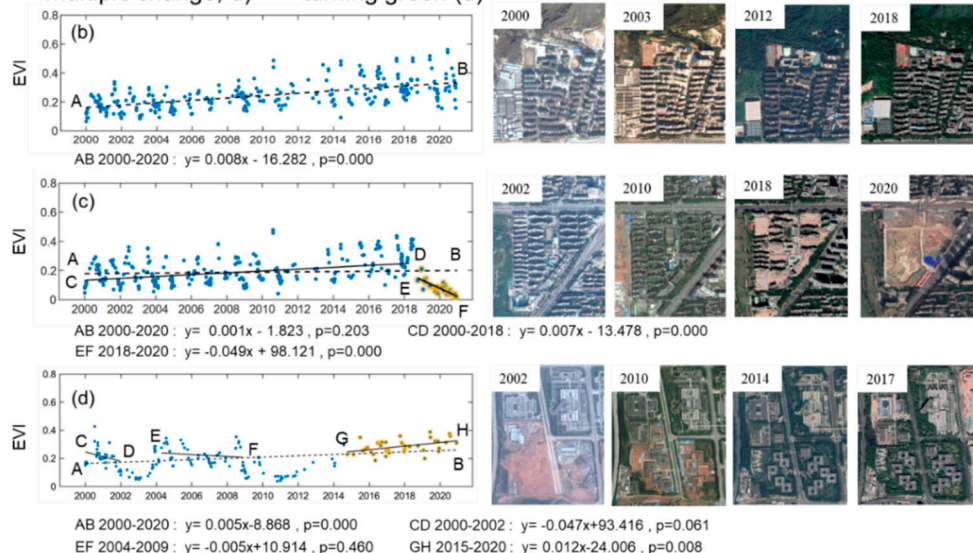 multiple change, d) turning green (d)
(b)
EVI
0.8
0.6
0.4
0.2
0
A
B
2000 2002 2004 2006 2008 2010 2012 2014 2016 2018 2020
AB 2000-2020 : y= 0.008x - 16.282 , p=0.000
2000
2003
2012
2018
(c)
EVI
0.8
0.6
0.4
0.2
0
A
C
D
B
E
F
2000 2002 2004 2006 2008 2010 2012 2014 2016 2018 2020
AB 2000-2020 : y= 0.001x - 1.823 , p=0.203 CD 2000-2018 : y= 0.007x - 13.478 , p=0.000
EF 2018-2020 : y= -0.049x + 98.121 , p=0.000
2002
2010
2018
2020
(d)
EVI
0.8
0.6
0.4
0.2
0
C
A
D
E
F
G
H
B
2000 2002 2004 2006 2008 2010 2012 2014 2016 2018 2020
AB 2000-2020 : y= 0.005x-8.868 , p=0.000 CD 2000-2002 : y= -0.047x+93.416 , p=0.061
EF 2004-2009 : y= -0.005x+10.914 , p=0.460 GH 2015-2020 : y= 0.012x-24.006 , p=0.008
2002
2010
2014
2017